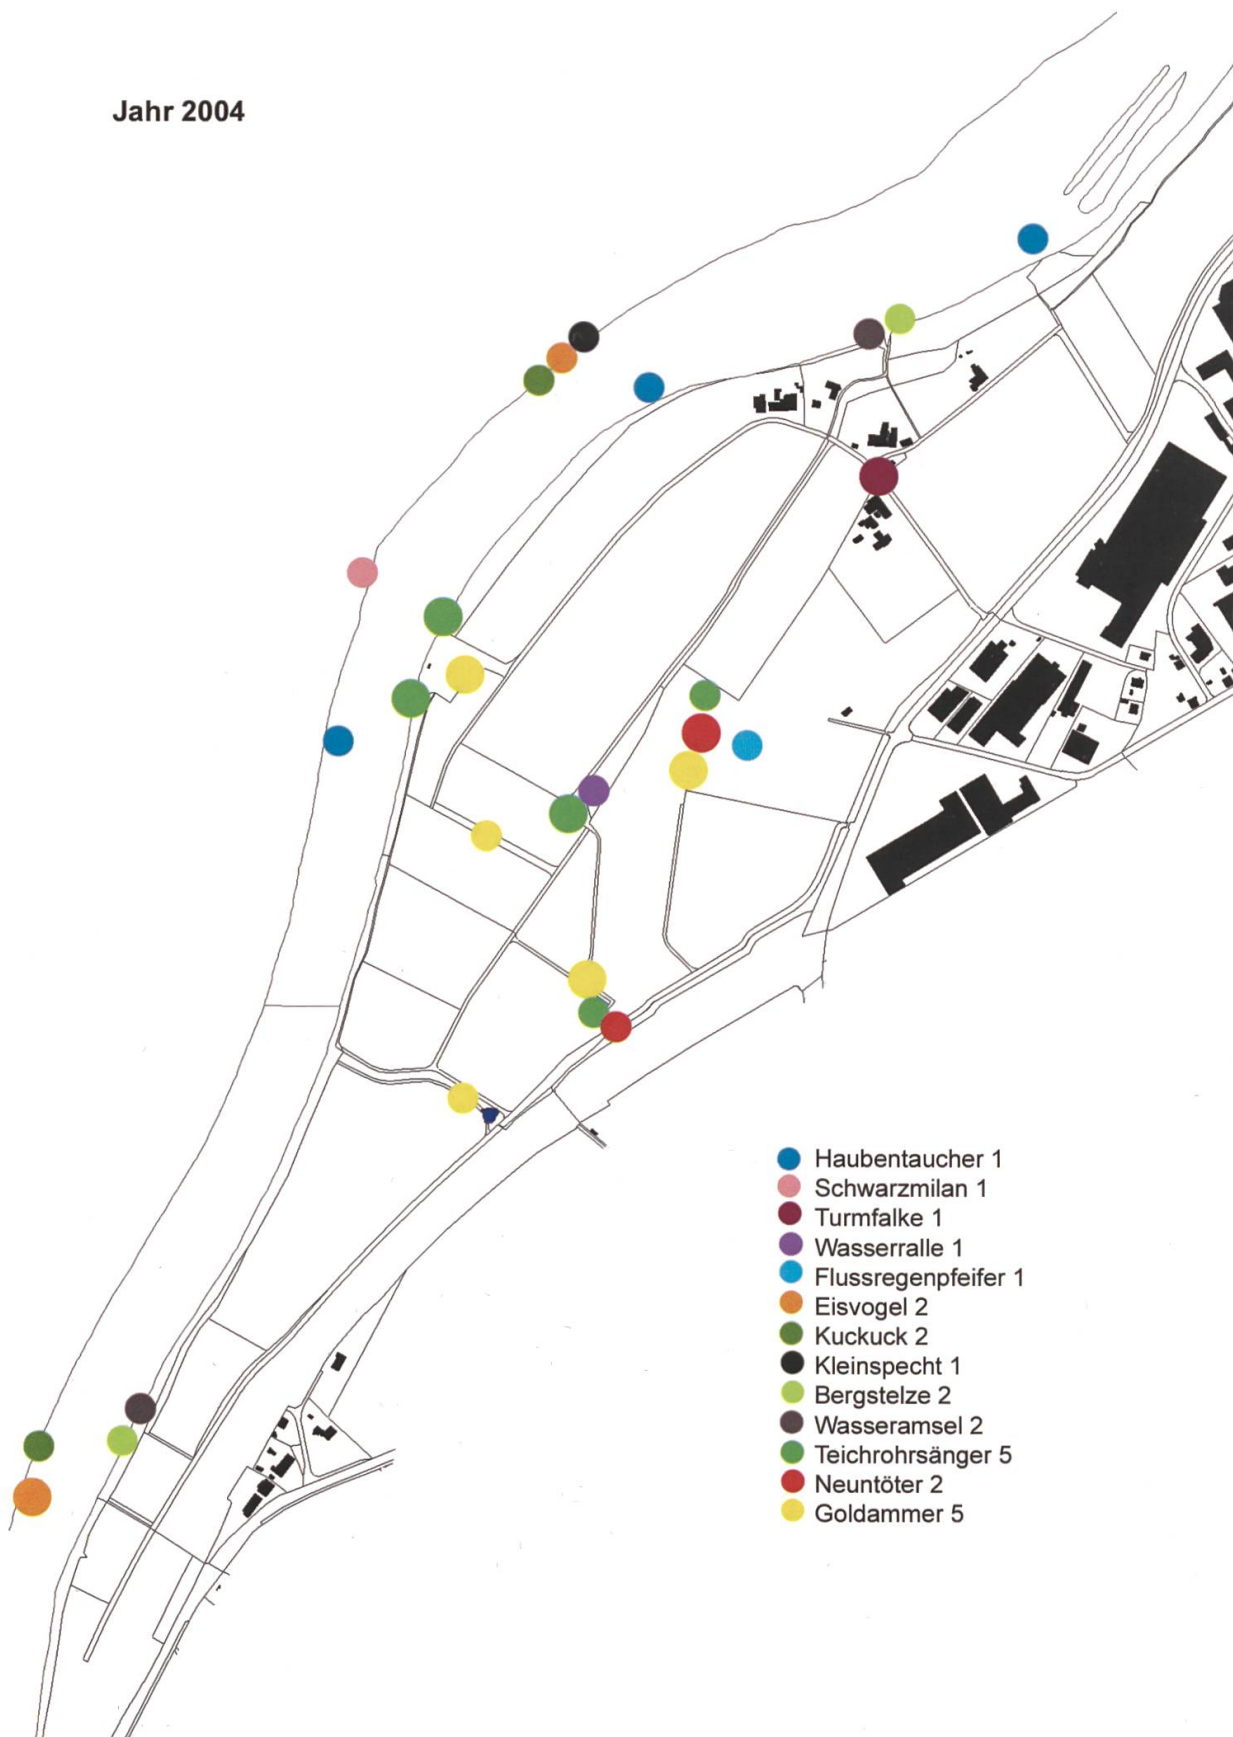 Jahr 2004
Haubentaucher 1
Schwarzmilan 1
Turmfalke 1
Wasserralle 1
Flussregenpfeifer 1
Eisvogel 2
Kuckuck 2
Kleinspecht 1
Bergstelze 2
Wasseramsel 2
Teichrohrsänger 5
Neuntöter 2
Goldammer 5